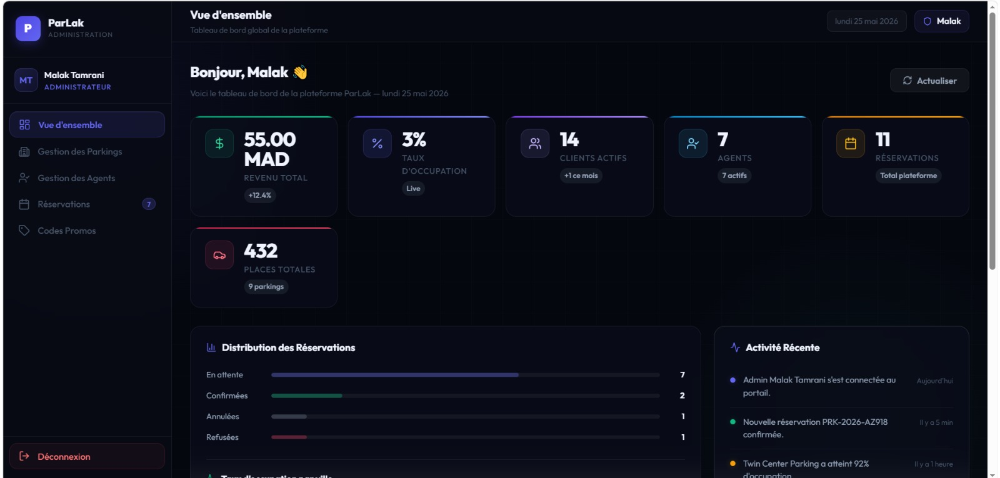 P
ParLak
ADMINISTRATION
MT
Malak Tamrani
ADMINISTRATEUR
Vue d'ensemble
Gestion des Parkings
Gestion des Agents
Réservations
7
Codes Promos
Déconnexion
Vue d'ensemble
Tableau de bord global de la plateforme
lundi 25 mai 2026
Malak
Bonjour, Malak 👋
Voici le tableau de bord de la plateforme ParLak — lundi 25 mai 2026
Actualiser
55.00
MAD
REVENU TOTAL
+12.4%
3%
TAUX
D'OCCUPATION
Live
14
CLIENTS ACTIFS
+1 ce mois
7
AGENTS
7 actifs
11
RÉSERVATIONS
Total plateforme
432
PLACES TOTALES
9 parkings
Distribution des Réservations
En attente 7
Confirmées 2
Annulées 1
Refusées 1
Taux d'occupation par ville
Activité Récente
Admin Malak Tamrani s'est connectée au
portail.
Aujourd'hui
Nouvelle réservation PRK-2026-AZ918
confirmée.
Il y a 5 min
Twin Center Parking a atteint 92%
d'occupation.
Il y a 1 heure